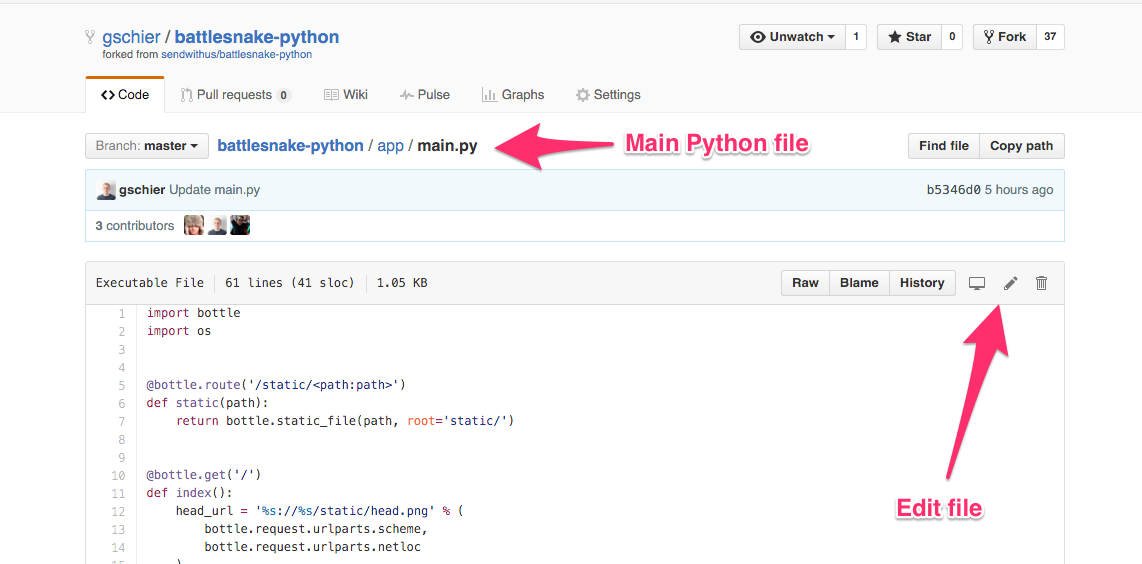 gschier / battlesnake-python
Unwatch 1
Star 0
Fork 37
forked from sendwithus/battlesnake-python
Code
Pull requests 0
Wiki
Pulse
Graphs
Settings
Branch: master
battlesnake-python / app / main.py
Main Python file
Find file
Copy path
gschier Update main.py
b5346d0 5 hours ago
3 contributors
Executable File
61 lines (41 sloc)
1.05 KB
Raw
Blame
History
1 import bottle
2 import os
3
4
5 @bottle.route('/static/<path:path>')
6 def static(path):
7     return bottle.static_file(path, root='static/')
8
9
10 @bottle.get('/')
11 def index():
12     head_url = '%s://%s/static/head.png' % (
13         bottle.request.urlparts.scheme,
14         bottle.request.urlparts.netloc
Edit file